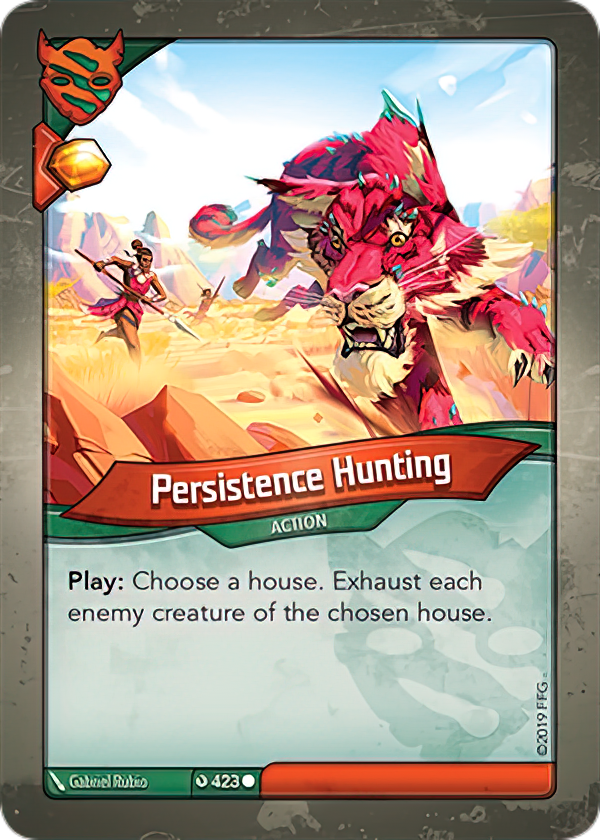 Persistence Hunting
ACTION
Play: Choose a house. Exhaust each
enemy creature of the chosen house.
©2019 FFG
Gabriel Rubio
423